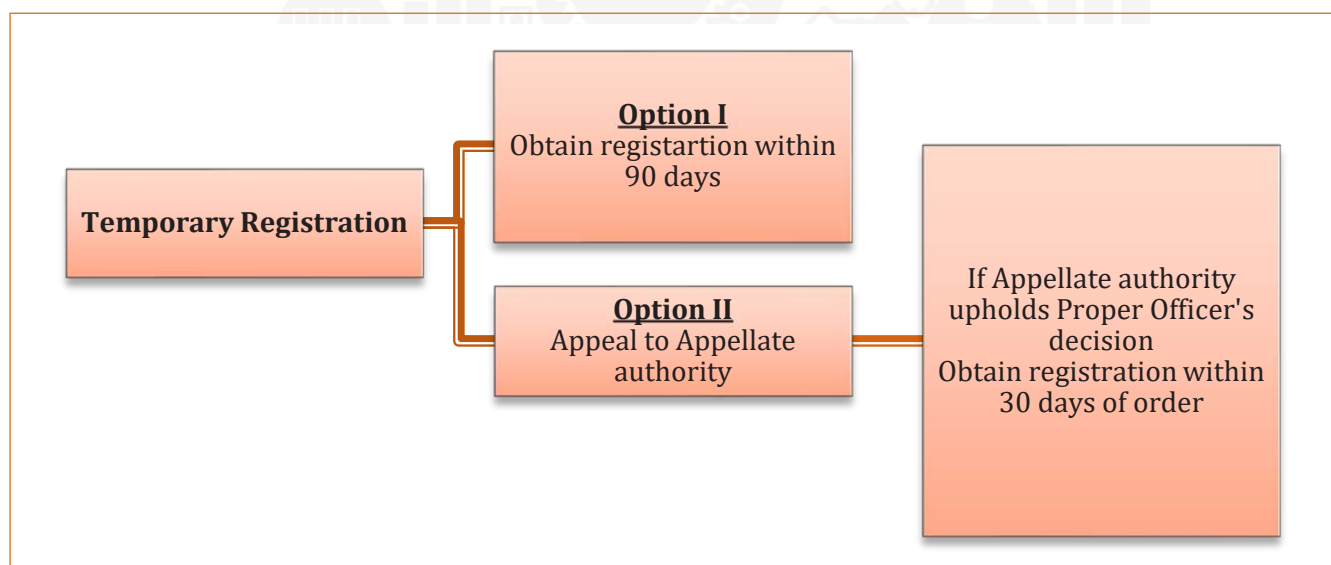 Temporary Registration
Option I
Obtain registartion within
90 days
Option II
Appeal to Appellate
authority
If Appellate authority
upholds Proper Officer's
decision
Obtain registration within
30 days of order